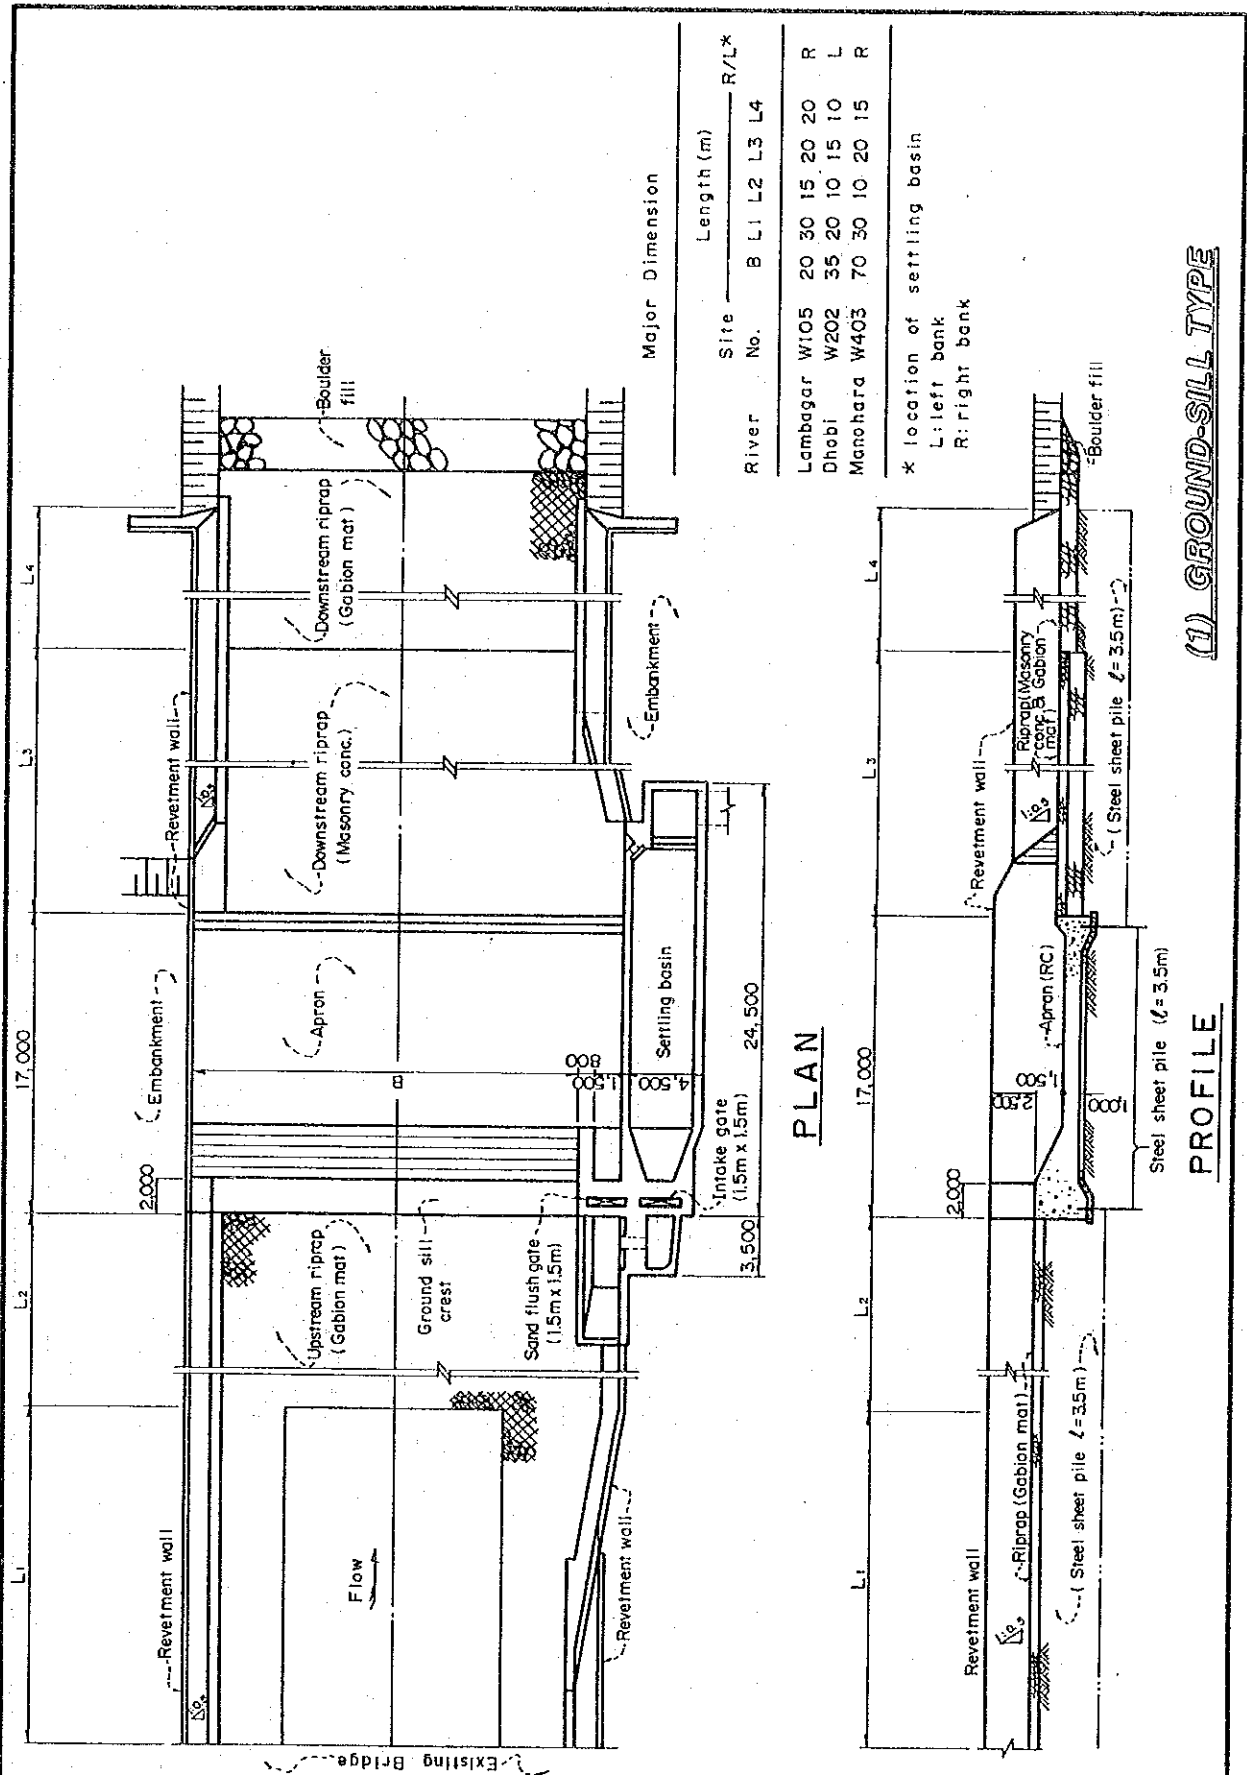 L1
L2
17,000
L3
L4
2,000
Revetment wall
Embankment
Revetment wall
Existing Bridge
Flow
Upstream riprap
(Gabion mat)
Ground sill
crest
Apron
B
Downstream riprap
(Masonry conc.)
Downstream riprap
(Gabion mat)
Boulder
fill
Sand flush gate
(1.5m x 1.5m)
800
1,500
4,500
Settling basin
Embankment
Revetment wall
Intake gate
(1.5m x 1.5m)
3,500
24,500
PLAN
Major Dimension
Length (m)
Site
R/L*
River No. B L1 L2 L3 L4
Lambagar W105 20 30 15 20 20 R
Dhobi W202 35 20 10 15 10 L
Manohara W403 70 30 10 20 15 R
* location of settling basin
L: left bank
R: right bank
L1
L2
17,000
L3
L4
2,000
Revetment wall
Revetment wall
Riprap (Gabion mat)
2,500
1,500
1,000
Apran (RC)
Riprap (Masonry
conc. & Gabion
mat)
Boulder fill
(Steel sheet pile ℓ=3.5m)
Steel sheet pile (ℓ=3.5m)
(Steel sheet pile ℓ=3.5m)
PROFILE
(1) GROUND-SILL TYPE